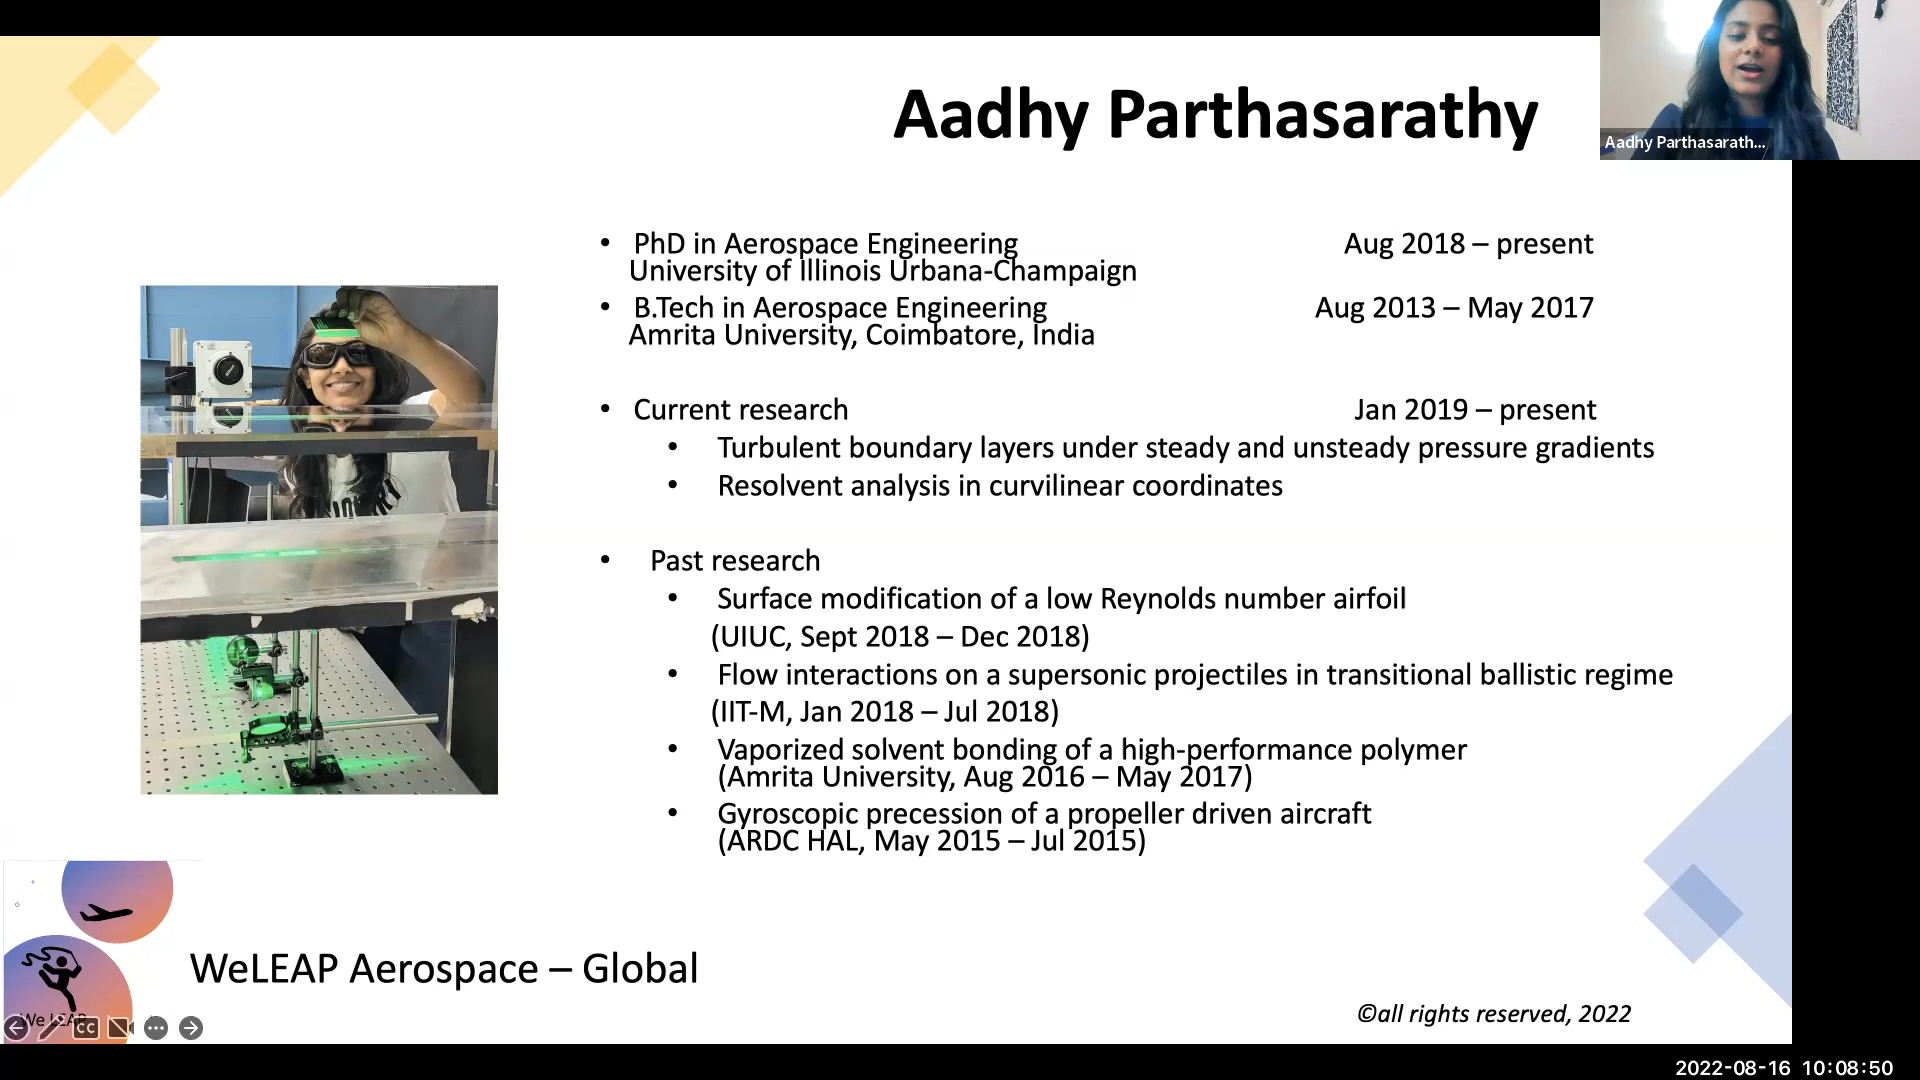 Aadhy Parthasarathy
Aadhy Parthasarath...
• PhD in Aerospace Engineering Aug 2018 – present
University of Illinois Urbana-Champaign
• B.Tech in Aerospace Engineering Aug 2013 – May 2017
Amrita University, Coimbatore, India
• Current research Jan 2019 – present
• Turbulent boundary layers under steady and unsteady pressure gradients
• Resolvent analysis in curvilinear coordinates
• Past research
• Surface modification of a low Reynolds number airfoil
(UIUC, Sept 2018 – Dec 2018)
• Flow interactions on a supersonic projectiles in transitional ballistic regime
(IIT-M, Jan 2018 – Jul 2018)
• Vaporized solvent bonding of a high-performance polymer
(Amrita University, Aug 2016 – May 2017)
• Gyroscopic precession of a propeller driven aircraft
(ARDC HAL, May 2015 – Jul 2015)
WeLEAP Aerospace – Global
We LEAP
CC
©all rights reserved, 2022
2022-08-16 10:08:50